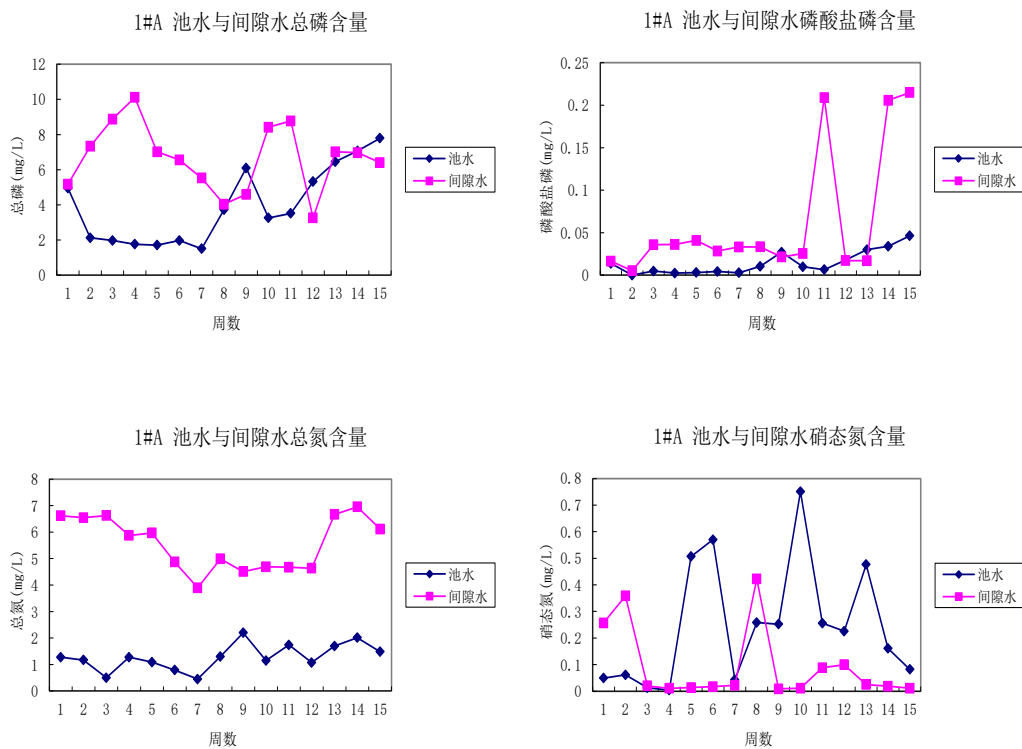 1#A 池水与间隙水总磷含量
总磷(mg/L)
12
10
8
6
4
2
0
1 2 3 4 5 6 7 8 9 10 11 12 13 14 15
周数
池水
间隙水
1#A 池水与间隙水磷酸盐磷含量
磷酸盐磷(mg/L)
0.25
0.2
0.15
0.1
0.05
0
1 2 3 4 5 6 7 8 9 10 11 12 13 14 15
周数
池水
间隙水
1#A 池水与间隙水总氮含量
总氮(mg/L)
8
7
6
5
4
3
2
1
0
1 2 3 4 5 6 7 8 9 10 11 12 13 14 15
周数
池水
间隙水
1#A 池水与间隙水硝态氮含量
硝态氮(mg/L)
0.8
0.7
0.6
0.5
0.4
0.3
0.2
0.1
0
1 2 3 4 5 6 7 8 9 10 11 12 13 14 15
周数
池水
间隙水